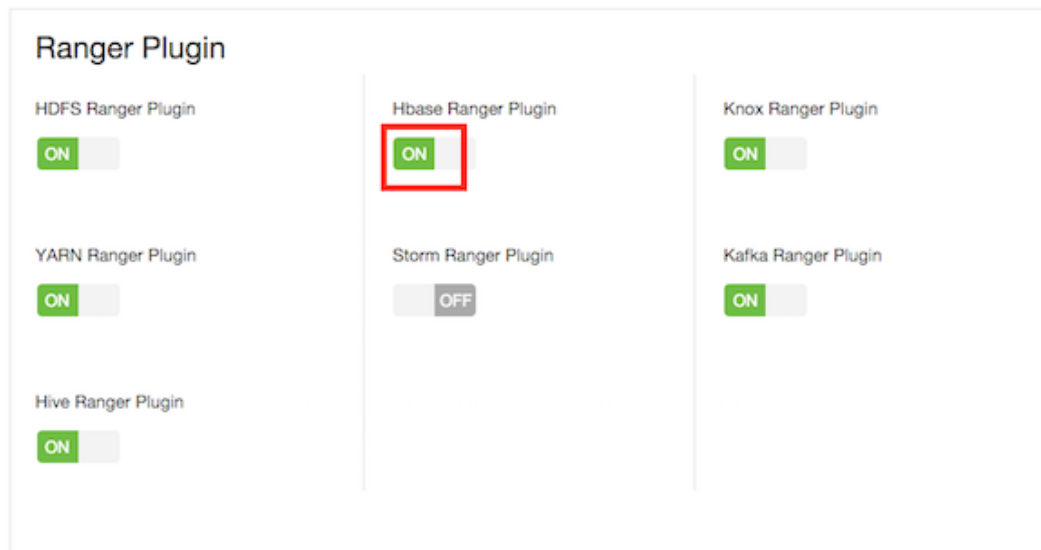 Ranger Plugin
HDFS Ranger Plugin
ON
Hbase Ranger Plugin
ON
Knox Ranger Plugin
ON
YARN Ranger Plugin
ON
Storm Ranger Plugin
OFF
Kafka Ranger Plugin
ON
Hive Ranger Plugin
ON